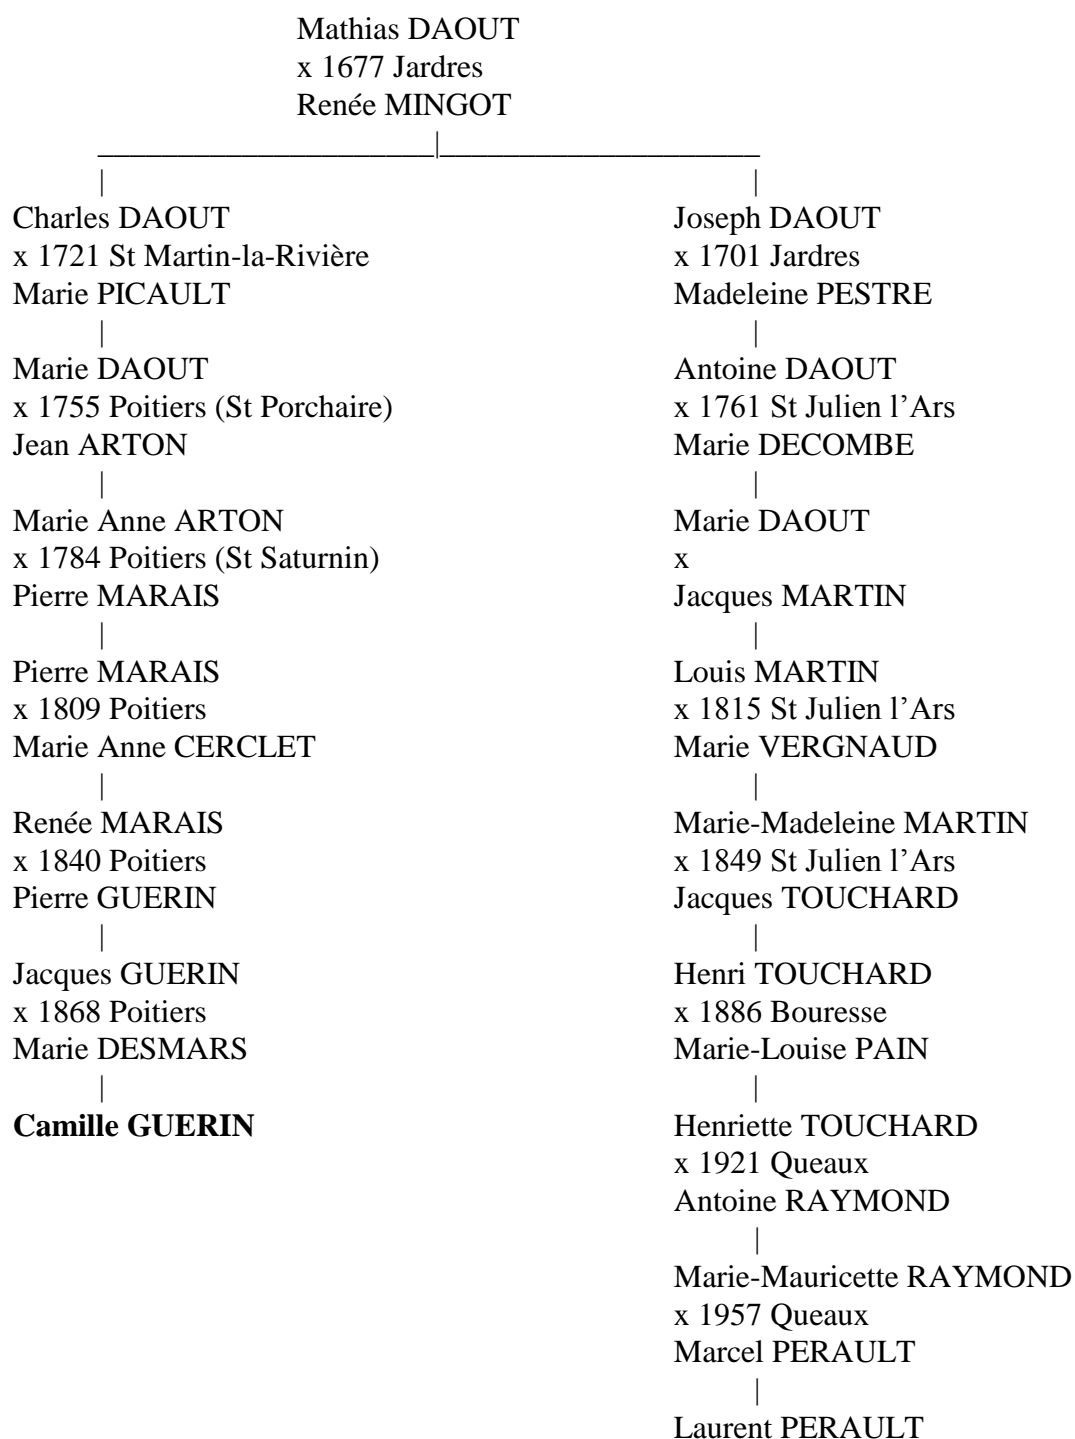 Mathias DAOUT
x 1677 Jardres
Renée MINGOT
Charles DAOUT
x 1721 St Martin-la-Rivière
Marie PICAULT
Marie DAOUT
x 1755 Poitiers (St Porchaire)
Jean ARTON
Marie Anne ARTON
x 1784 Poitiers (St Saturnin)
Pierre MARAIS
Pierre MARAIS
x 1809 Poitiers
Marie Anne CERCLET
Renée MARAIS
x 1840 Poitiers
Pierre GUERIN
Jacques GUERIN
x 1868 Poitiers
Marie DESMARS
Camille GUERIN
Joseph DAOUT
x 1701 Jardres
Madeleine PESTRE
Antoine DAOUT
x 1761 St Julien l’Ars
Marie DECOMBE
Marie DAOUT
x
Jacques MARTIN
Louis MARTIN
x 1815 St Julien l’Ars
Marie VERGNAUD
Marie-Madeleine MARTIN
x 1849 St Julien l’Ars
Jacques TOUCHARD
Henri TOUCHARD
x 1886 Bouresse
Marie-Louise PAIN
Henriette TOUCHARD
x 1921 Queaux
Antoine RAYMOND
Marie-Mauricette RAYMOND
x 1957 Queaux
Marcel PERAULT
Laurent PERAULT